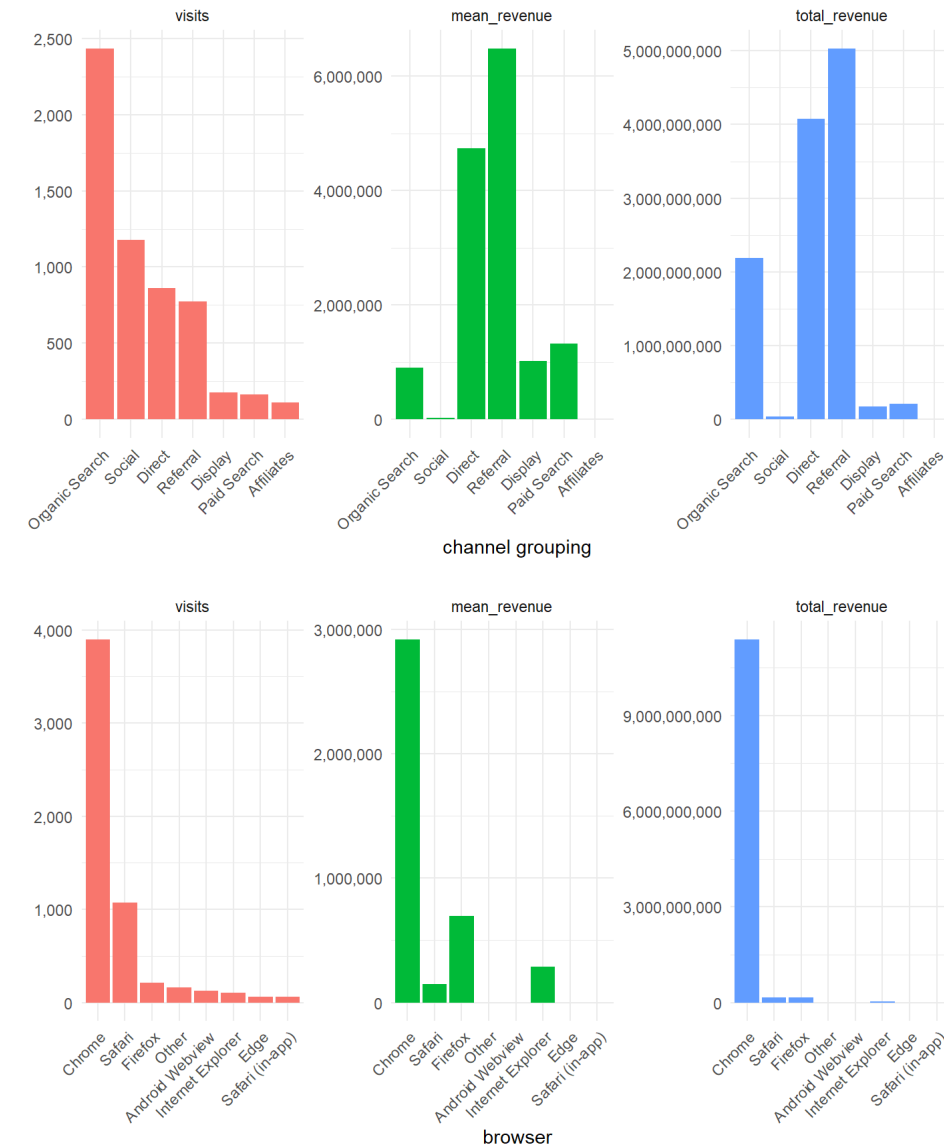 visits
mean_revenue
total_revenue
2,500
2,000
1,500
1,000
500
0
6,000,000
4,000,000
2,000,000
0
5,000,000,000
4,000,000,000
3,000,000,000
2,000,000,000
1,000,000,000
0
Organic Search
Social
Direct
Referral
Display
Paid Search
Affiliates
Organic Search
Social
Direct
Referral
Display
Paid Search
Affiliates
Organic Search
Social
Direct
Referral
Display
Paid Search
Affiliates
channel grouping
visits
mean_revenue
total_revenue
4,000
3,000
2,000
1,000
0
3,000,000
2,000,000
1,000,000
0
9,000,000,000
6,000,000,000
3,000,000,000
0
Chrome
Safari
Firefox
Other
Android Webview
Internet Explorer
Edge
Safari (in-app)
Chrome
Safari
Firefox
Other
Android Webview
Internet Explorer
Edge
Safari (in-app)
Chrome
Safari
Firefox
Other
Android Webview
Internet Explorer
Edge
Safari (in-app)
browser